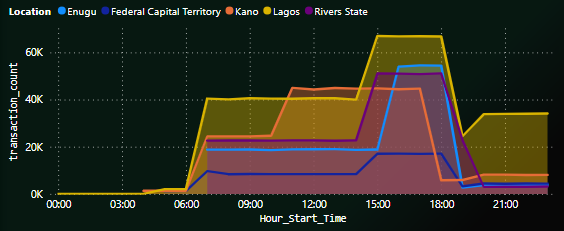 Location Enugu Federal Capital Territory Kano Lagos Rivers State
60K
40K
20K
0K
transaction_count
00:00 03:00 06:00 09:00 12:00 15:00 18:00 21:00
Hour_Start_Time